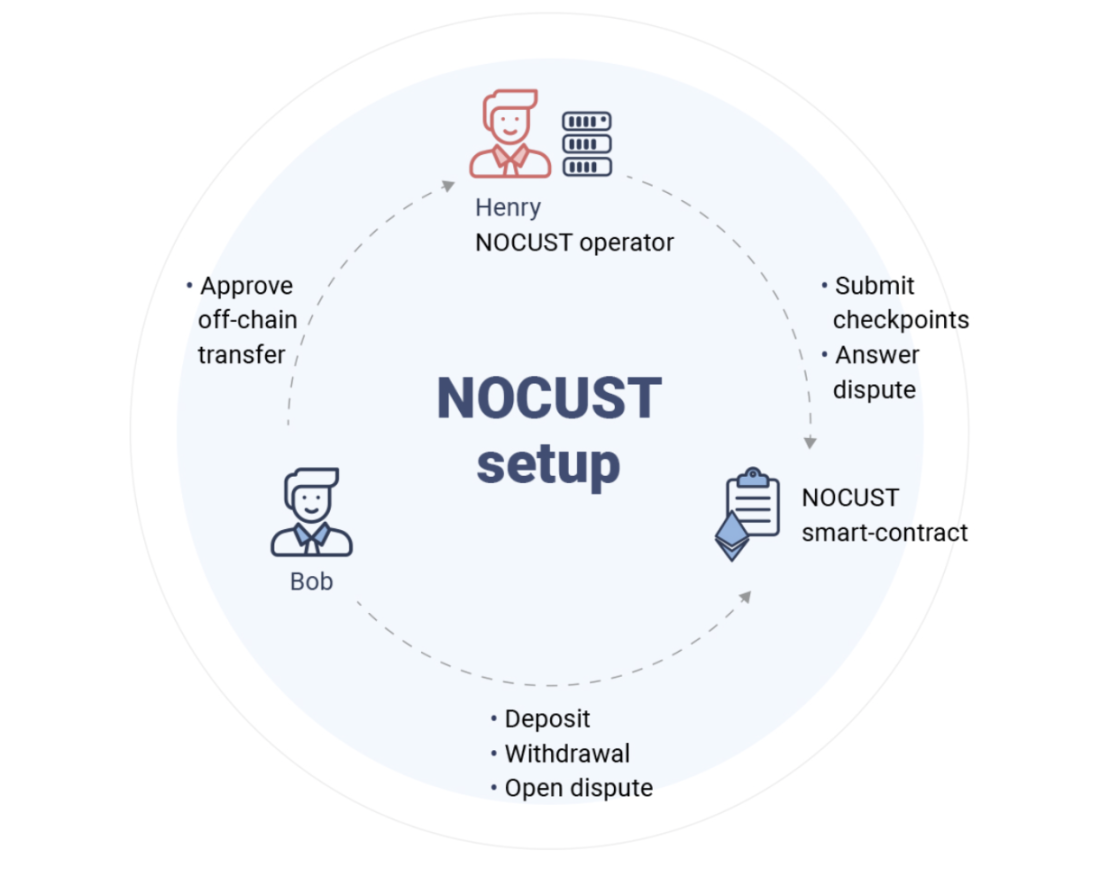 Henry
NOCUST operator
• Approve
off-chain
transfer
• Submit
checkpoints
• Answer
dispute
NOCUST
setup
Bob
NOCUST
smart-contract
• Deposit
• Withdrawal
• Open dispute